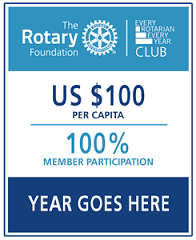 The
Rotary
Foundation
EVERY
ROTARIAN
EVERY
YEAR
CLUB
US $100
PER CAPITA
100%
MEMBER PARTICIPATION
YEAR GOES HERE